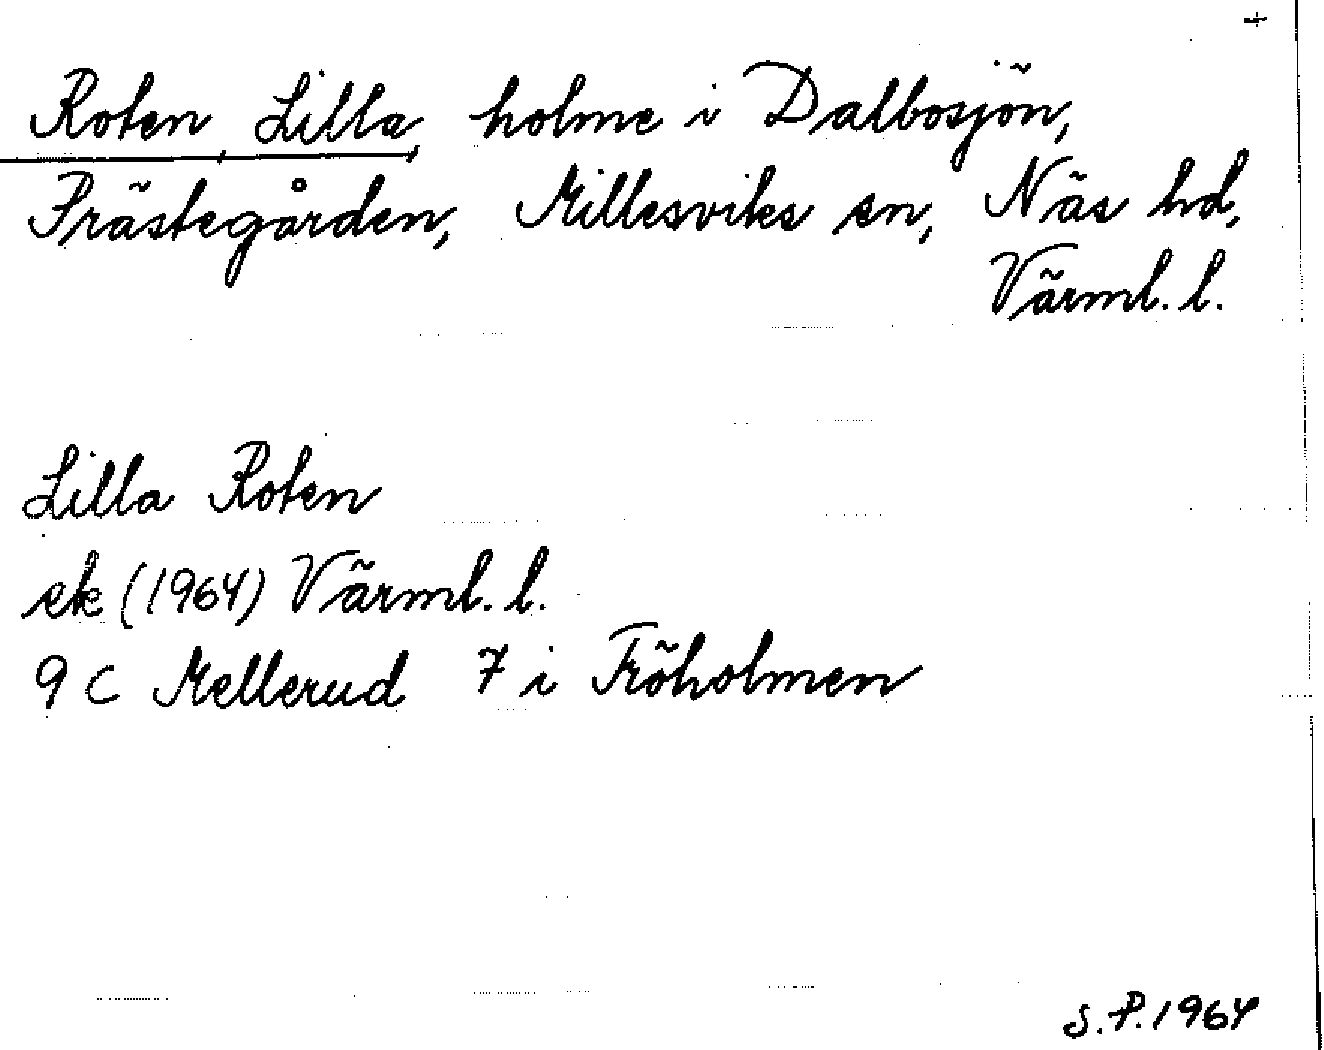 +
Roten, Lilla, holme i Dalbosjön,
Prästegården, Millesviks sn, Näs hd,
Värml. l.
Lilla Roten
ek (1964) Värml. l.
9 C Mellerud 7 i Fröholmen
S. P. 1964